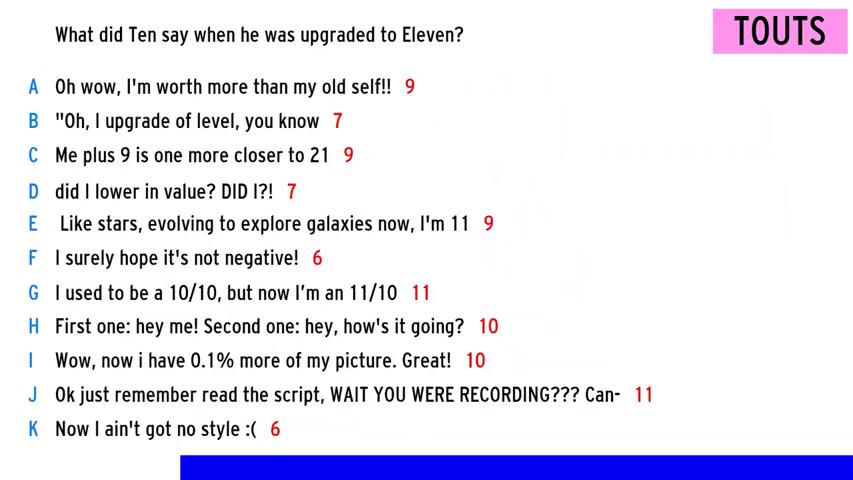 What did Ten say when he was upgraded to Eleven?
TOUTS
A Oh wow, I'm worth more than my old self!! 9
B "Oh, I upgrade of level, you know 7
C Me plus 9 is one more closer to 21 9
D did I lower in value? DID I?! 7
E Like stars, evolving to explore galaxies now, I'm 11 9
F I surely hope it's not negative! 6
G I used to be a 10/10, but now I’m an 11/10 11
H First one: hey me! Second one: hey, how's it going? 10
I Wow, now i have 0.1% more of my picture. Great! 10
J Ok just remember read the script, WAIT YOU WERE RECORDING??? Can- 11
K Now I ain't got no style :( 6